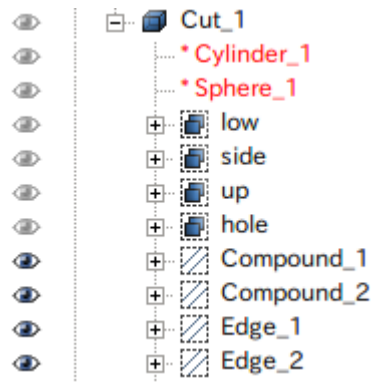 Cut_1
* Cylinder_1
* Sphere_1
low
side
up
hole
Compound_1
Compound_2
Edge_1
Edge_2